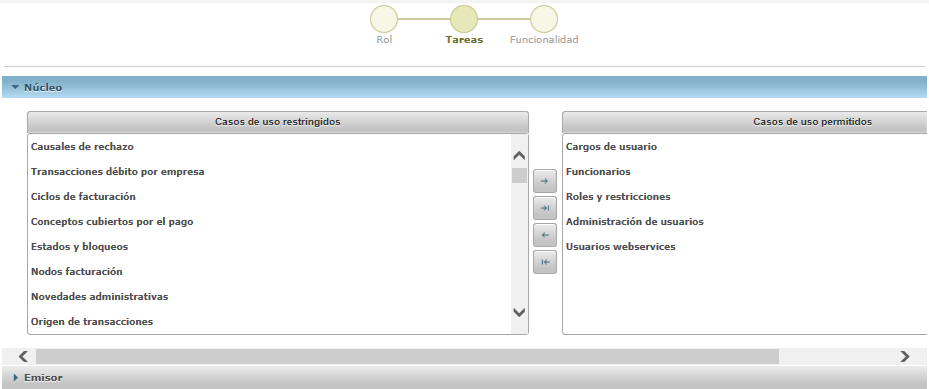 Rol
Tareas
Funcionalidad
Núcleo
Casos de uso restringidos
Causales de rechazo
Transacciones débito por empresa
Ciclos de facturación
Conceptos cubiertos por el pago
Estados y bloqueos
Nodos facturación
Novedades administrativas
Origen de transacciones
Casos de uso permitidos
Cargos de usuario
Funcionarios
Roles y restricciones
Administración de usuarios
Usuarios webservices
Emisor